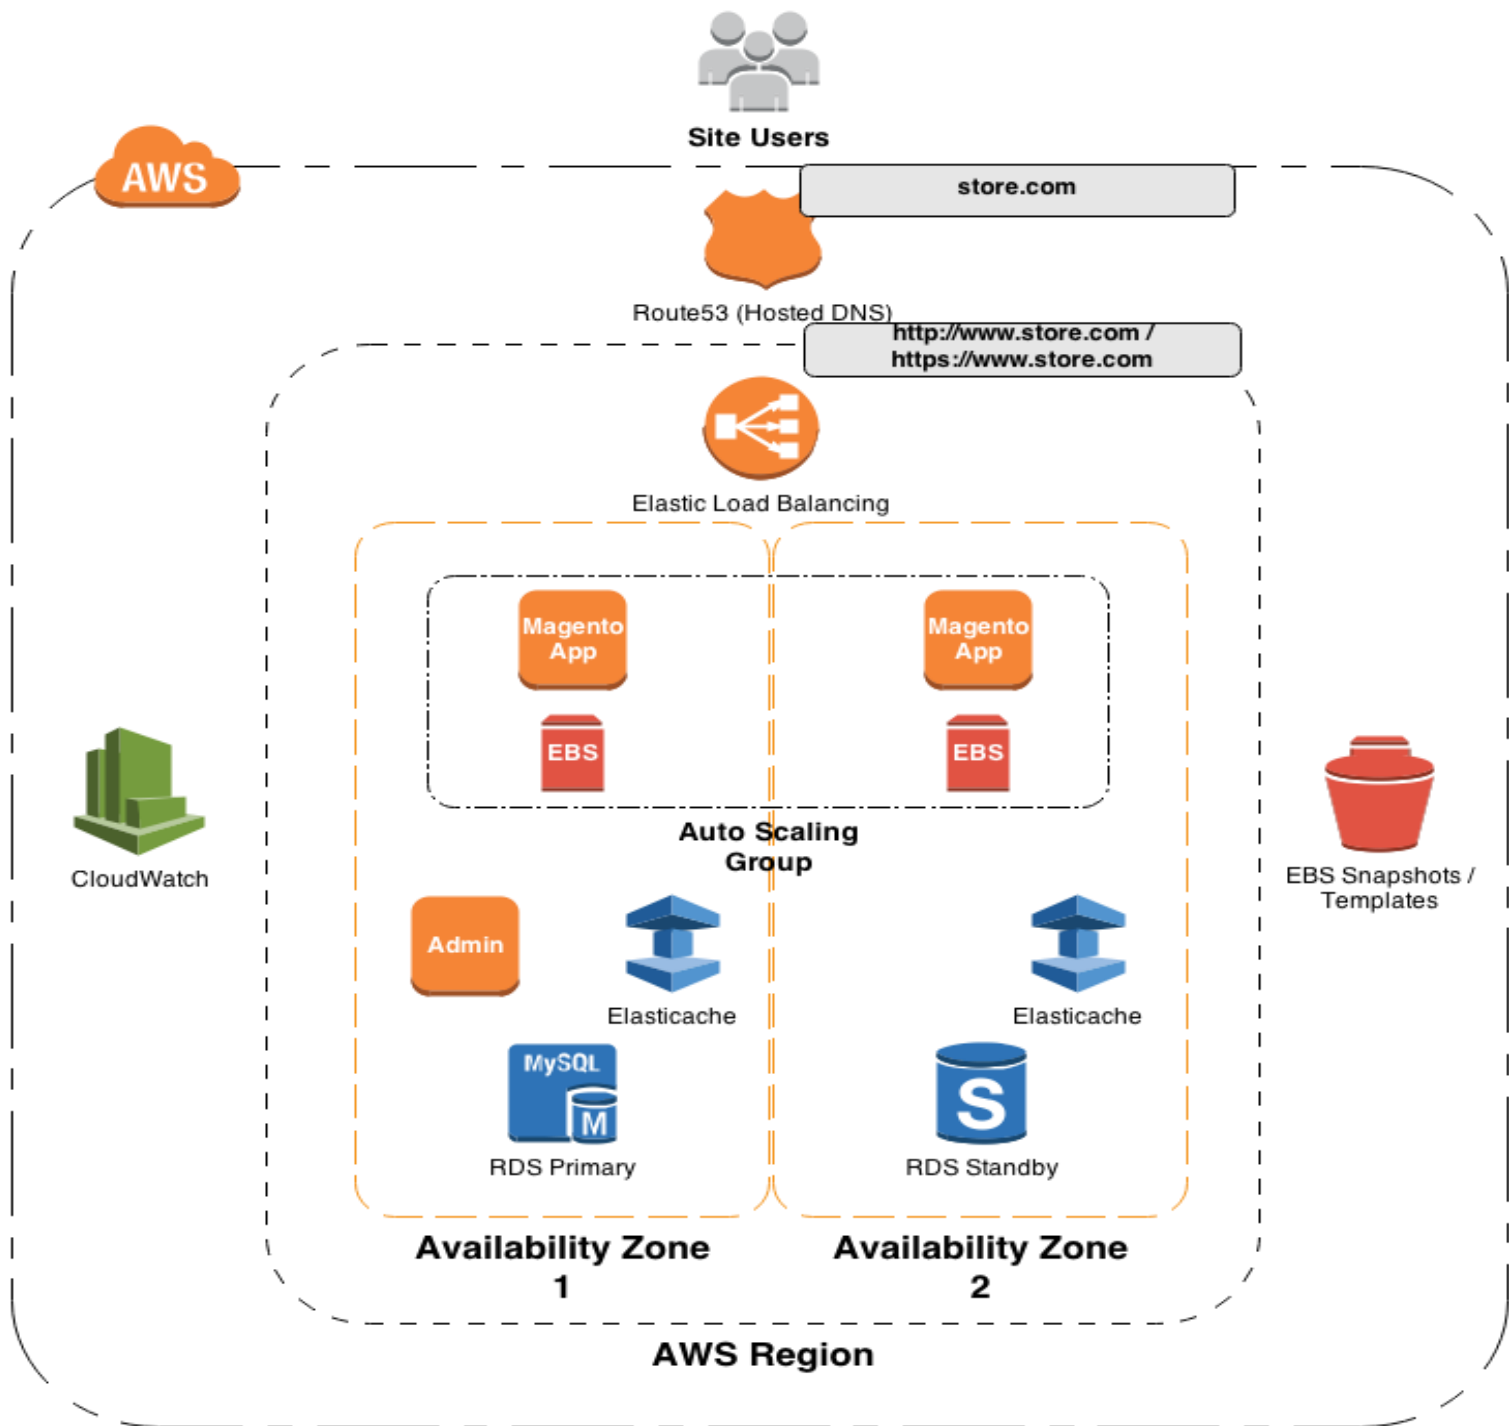 Site Users
AWS
store.com
Route53 (Hosted DNS)
http://www.store.com /
https://www.store.com
Elastic Load Balancing
Magento
App
Magento
App
EBS
EBS
Auto Scaling
Group
CloudWatch
EBS Snapshots /
Templates
Admin
Elasticache
Elasticache
MySQL
M
S
RDS Primary
RDS Standby
Availability Zone
1
Availability Zone
2
AWS Region